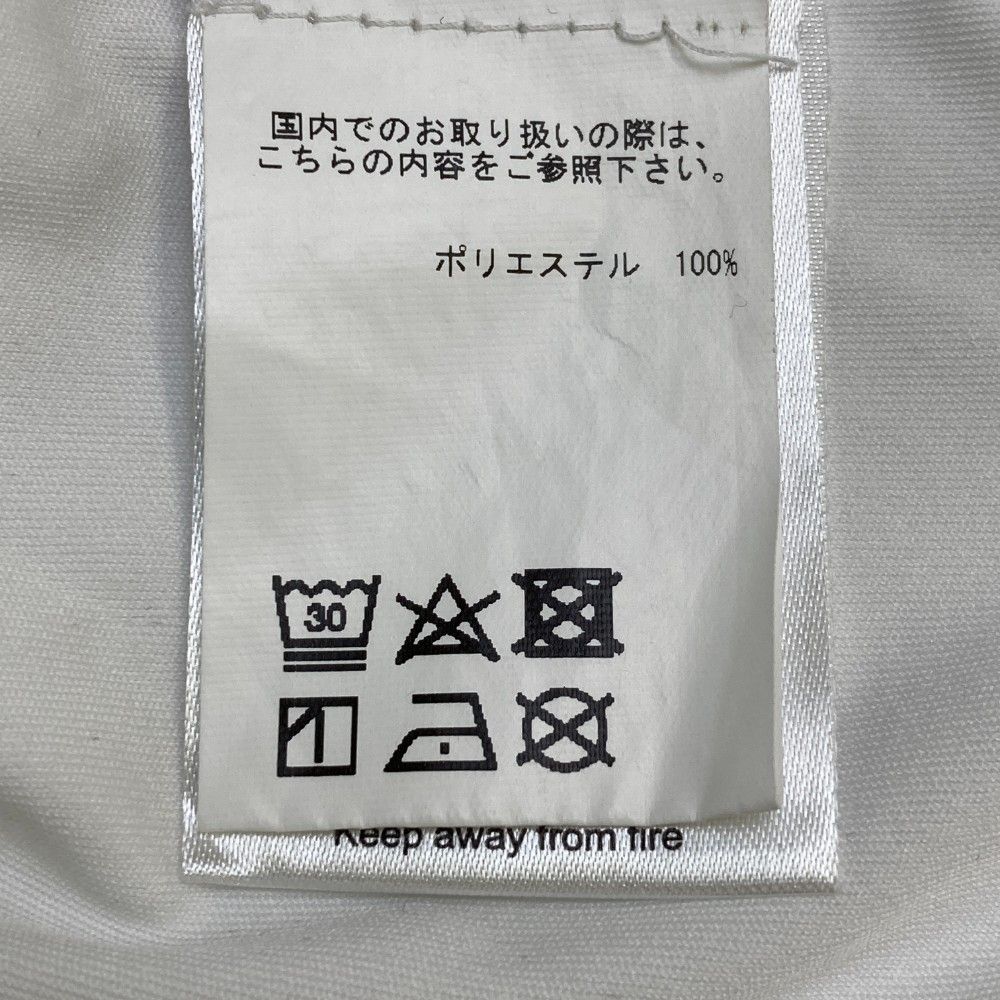 国内でのお取り扱いの際は、
こちらの内容をご参照下さい。
ポリエステル 100%
30
Keep away from fire